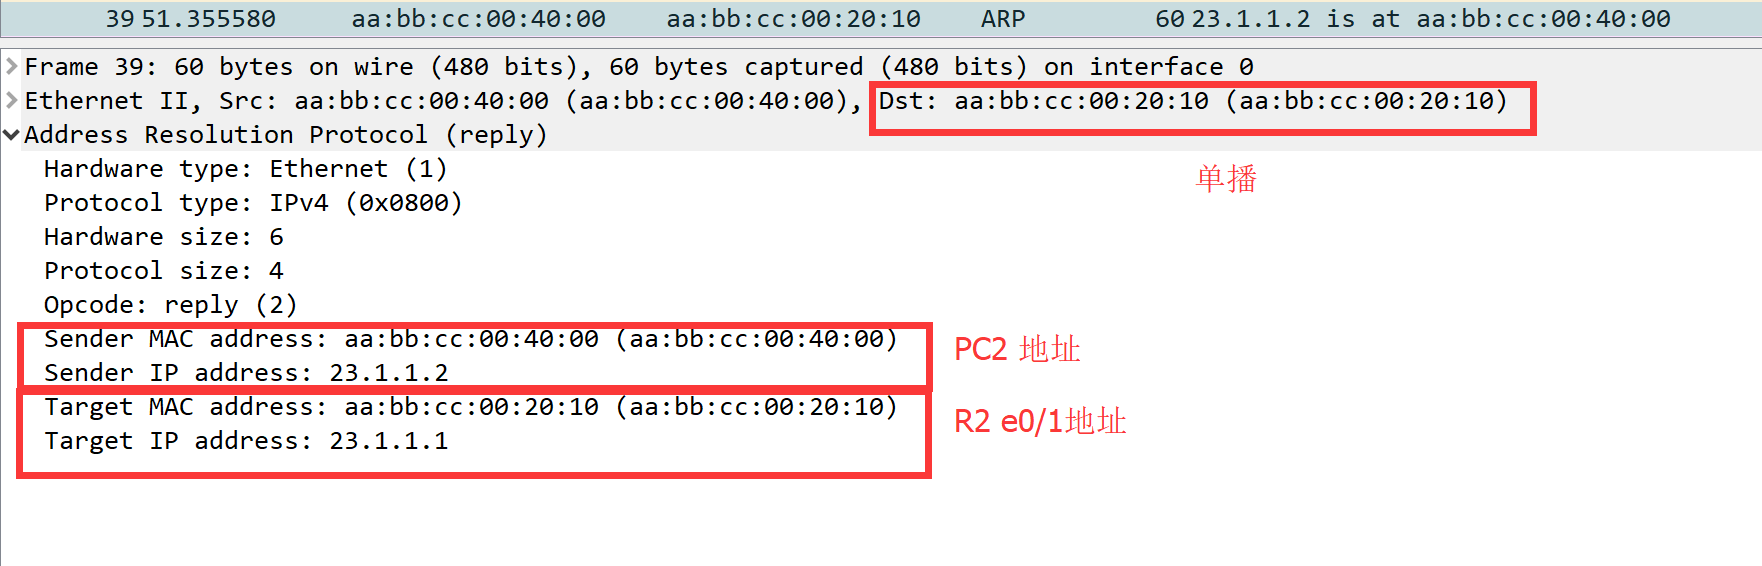 39 51.355580 aa:bb:cc:00:40:00 aa:bb:cc:00:20:10 ARP 60 23.1.1.2 is at aa:bb:cc:00:40:00
Frame 39: 60 bytes on wire (480 bits), 60 bytes captured (480 bits) on interface 0
Ethernet II, Src: aa:bb:cc:00:40:00 (aa:bb:cc:00:40:00), Dst: aa:bb:cc:00:20:10 (aa:bb:cc:00:20:10)
Address Resolution Protocol (reply)
Hardware type: Ethernet (1)
单播
Protocol type: IPv4 (0x0800)
Hardware size: 6
Protocol size: 4
Opcode: reply (2)
Sender MAC address: aa:bb:cc:00:40:00 (aa:bb:cc:00:40:00)
PC2 地址
Sender IP address: 23.1.1.2
Target MAC address: aa:bb:cc:00:20:10 (aa:bb:cc:00:20:10)
R2 e0/1地址
Target IP address: 23.1.1.1